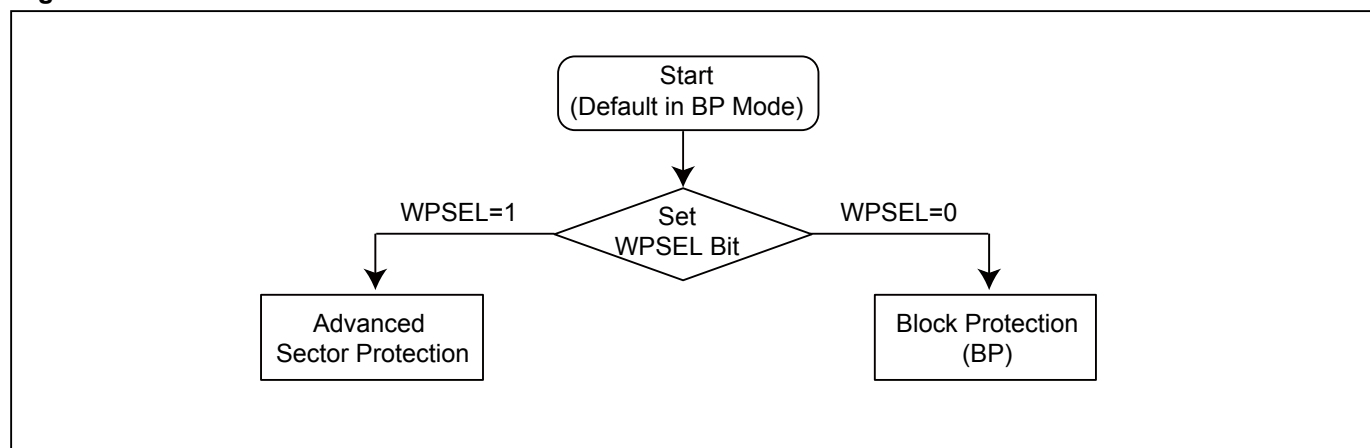 Start
(Default in BP Mode)
WPSEL=1
Set
WPSEL Bit
WPSEL=0
Advanced
Sector Protection
Block Protection
(BP)